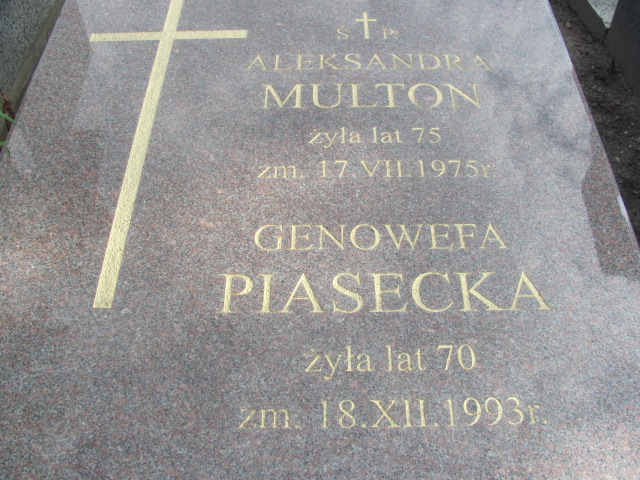 S † P
ALEKSANDRA
MULTON
żyła lat 75
zm. 17.VII.1975r.
GENOWEFA
PIASECKA
żyła lat 70
zm. 18.XII.1993r.